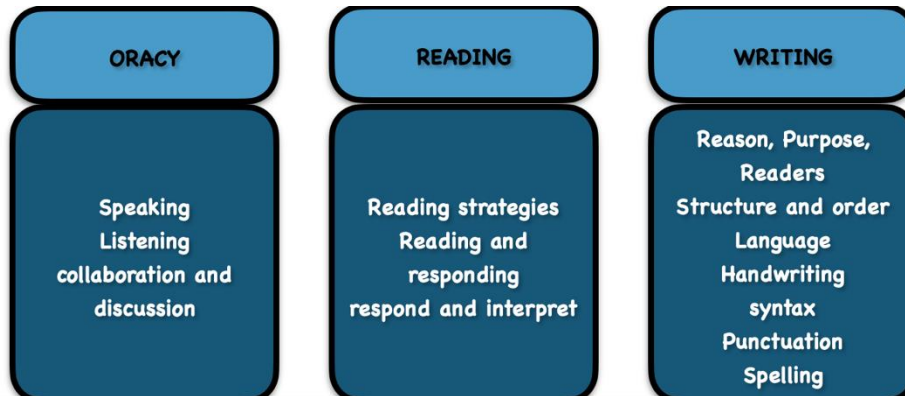 ORACY
Speaking
Listening
collaboration and
discussion
READING
Reading strategies
Reading and
responding
respond and interpret
WRITING
Reason, Purpose,
Readers
Structure and order
Language
Handwriting
syntax
Punctuation
Spelling